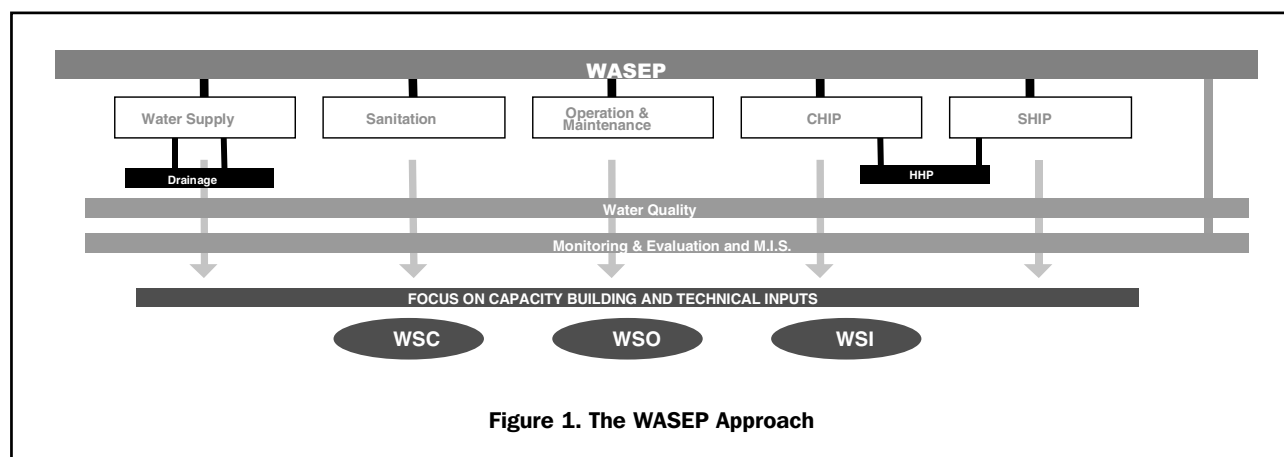 WASEP
Water Supply
Sanitation
Operation &
Maintenance
CHIP
SHIP
Drainage
HHP
Water Quality
Monitoring & Evaluation and M.I.S.
FOCUS ON CAPACITY BUILDING AND TECHNICAL INPUTS
WSC
WSO
WSI
Figure 1. The WASEP Approach